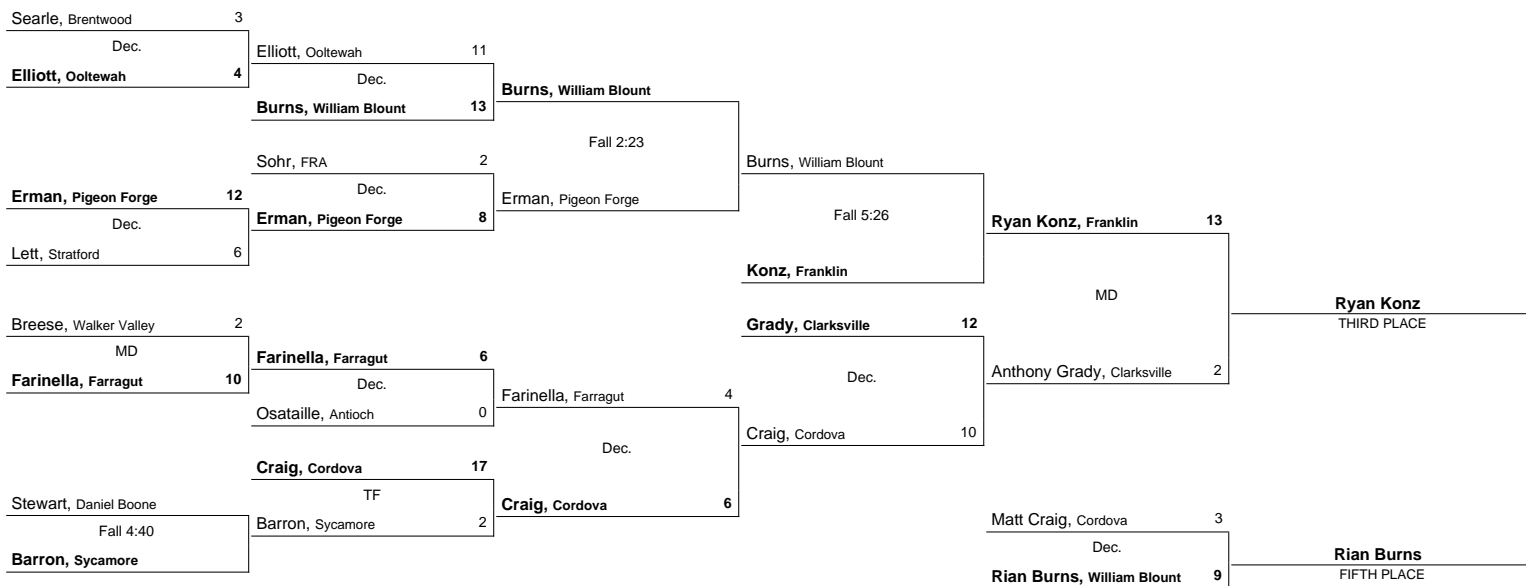 Searle, Brentwood 3
Dec.
Elliott, Ooltewah 4
Erman, Pigeon Forge 12
Dec.
Lett, Stratford 6
Breese, Walker Valley 2
MD
Farinella, Farragut 10
Stewart, Daniel Boone
Fall 4:40
Barron, Sycamore
Elliott, Ooltewah 11
Dec.
Burns, William Blount 13
Sohr, FRA 2
Dec.
Erman, Pigeon Forge 8
Farinella, Farragut 6
Dec.
Osataille, Antioch 0
Craig, Cordova 17
TF
Barron, Sycamore 2
Burns, William Blount
Fall 2:23
Erman, Pigeon Forge
Farinella, Farragut 4
Dec.
Craig, Cordova 6
Burns, William Blount
Fall 5:26
Konz, Franklin
Grady, Clarksville 12
Dec.
Craig, Cordova 10
Ryan Konz, Franklin 13
MD
Anthony Grady, Clarksville 2
Ryan Konz
THIRD PLACE
Matt Craig, Cordova 3
Dec.
Rian Burns, William Blount 9
Rian Burns
FIFTH PLACE